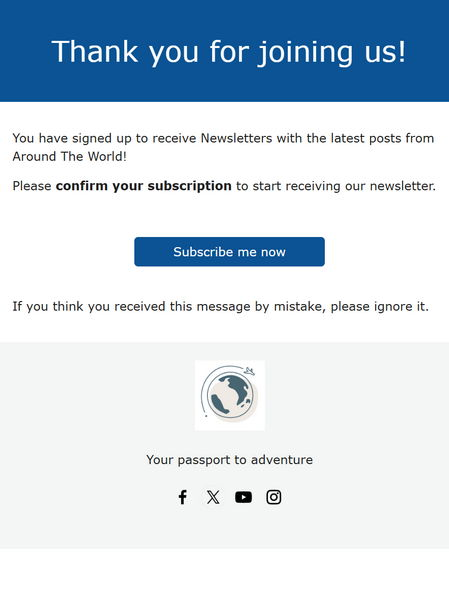 Thank you for joining us!
You have signed up to receive Newsletters with the latest posts from
Around The World!
Please confirm your subscription to start receiving our newsletter.
Subscribe me now
If you think you received this message by mistake, please ignore it.
Your passport to adventure